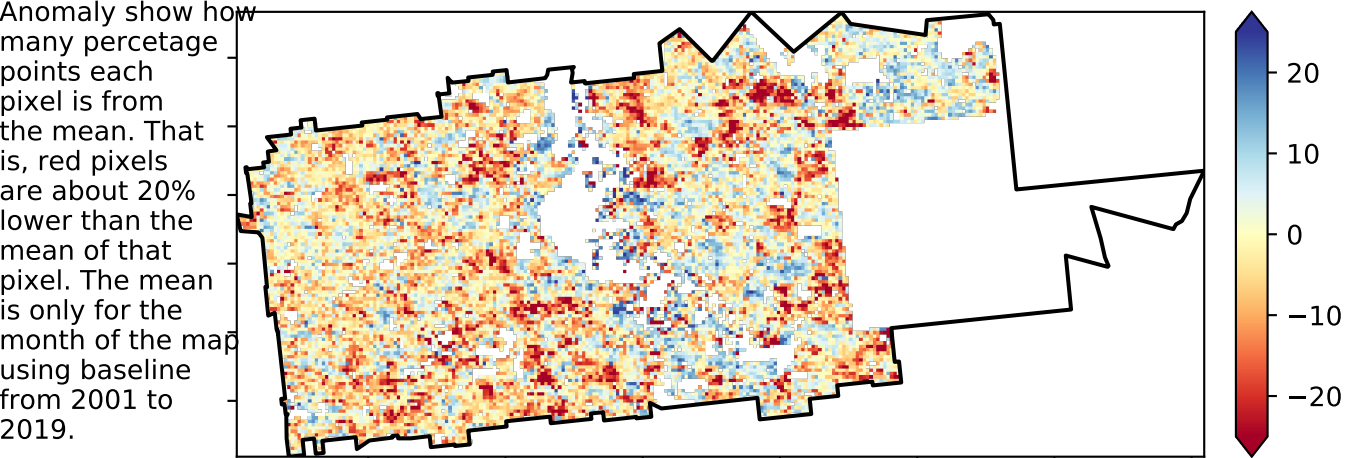 Anomaly show how
many percetage
points each
pixel is from
the mean. That
is, red pixels
are about 20%
lower than the
mean of that
pixel. The mean
is only for the
month of the map
using baseline
from 2001 to
2019.
20
10
0
−10
−20